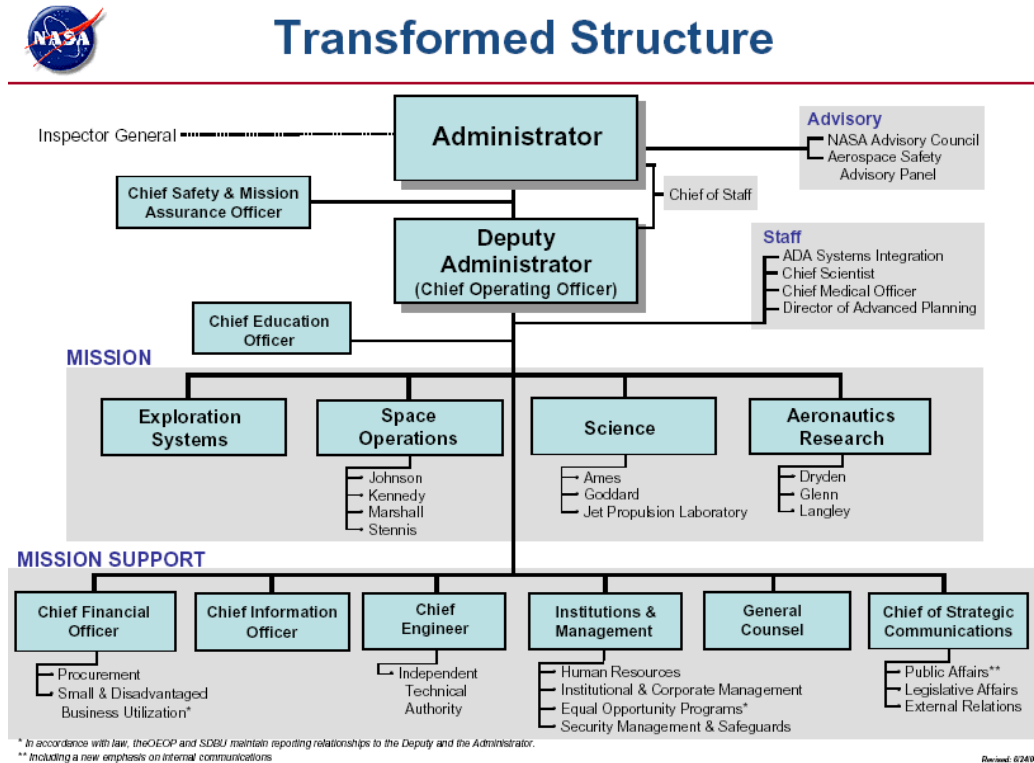 NASA
Transformed Structure
Inspector General
Administrator
Advisory
NASA Advisory Council
Aerospace Safety
Advisory Panel
Chief Safety & Mission
Assurance Officer
Chief of Staff
Deputy
Administrator
(Chief Operating Officer)
Staff
ADA Systems Integration
Chief Scientist
Chief Medical Officer
Director of Advanced Planning
Chief Education
Officer
MISSION
Exploration
Systems
Space
Operations
Johnson
Kennedy
Marshall
Stennis
Science
Ames
Goddard
Jet Propulsion Laboratory
Aeronautics
Research
Dryden
Glenn
Langley
MISSION SUPPORT
Chief Financial
Officer
Procurement
Small & Disadvantaged
Business Utilization*
Chief Information
Officer
Chief
Engineer
Independent
Technical
Authority
Institutions &
Management
Human Resources
Institutional & Corporate Management
Equal Opportunity Programs*
Security Management & Safeguards
General
Counsel
Chief of Strategic
Communications
Public Affairs**
Legislative Affairs
External Relations
* In accordance with law, theOEOP and SDBU maintain reporting relationships to the Deputy and the Administrator.
** Including a new emphasis on internal communications
Revised: